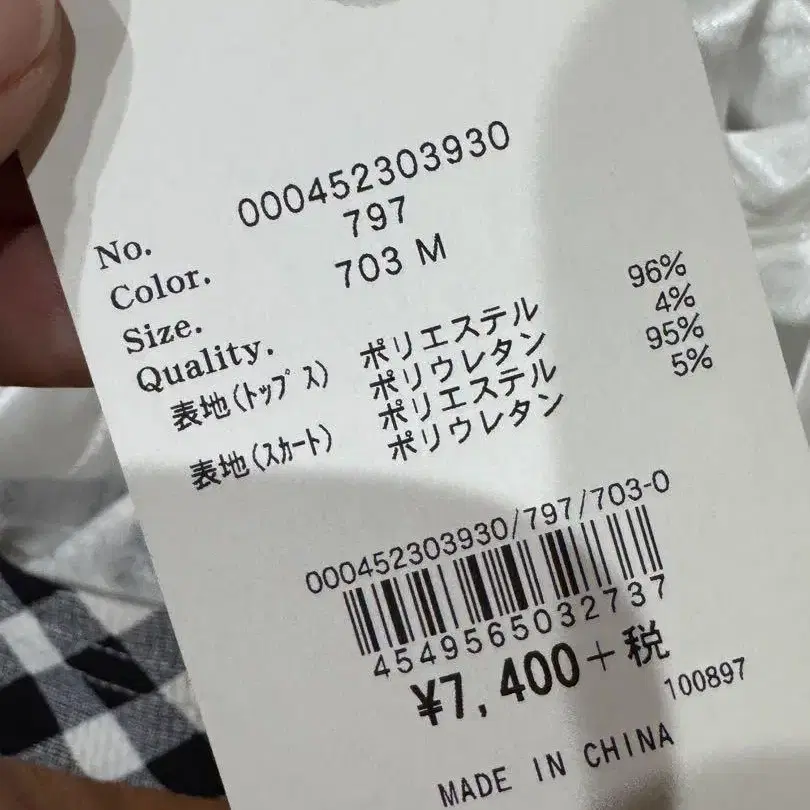 No. 000452303930
Color. 797
Size. 703 M
Quality.
表地(トップス) ポリエステル 96%
ポリウレタン 4%
表地(スカート) ポリエステル 95%
ポリウレタン 5%
000452303930/797/703-0
4549565032737
¥7,400+税
100897
MADE IN CHINA